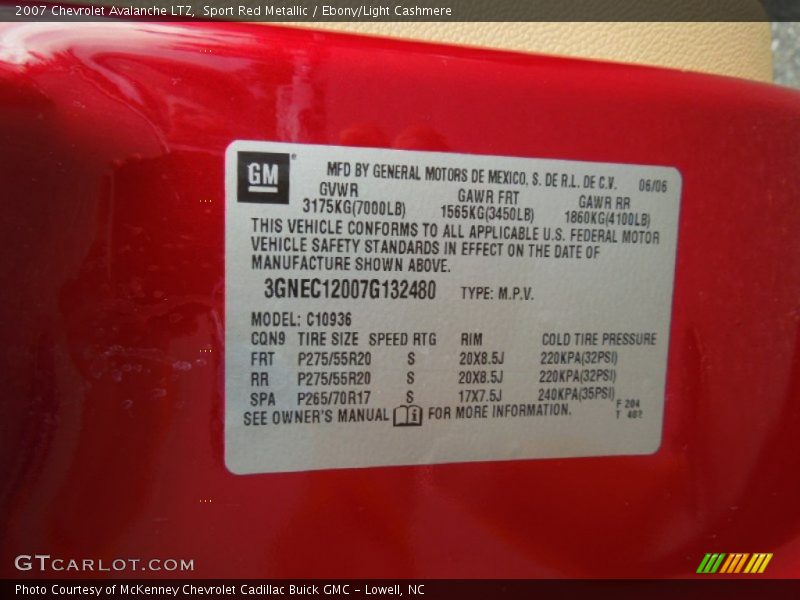 2007 Chevrolet Avalanche LTZ, Sport Red Metallic / Ebony/Light Cashmere
GM® MFD BY GENERAL MOTORS DE MEXICO, S. DE R.L. DE C.V. 06/06
GVWR GAWR FRT GAWR RR
3175KG(7000LB) 1565KG(3450LB) 1860KG(4100LB)
THIS VEHICLE CONFORMS TO ALL APPLICABLE U.S. FEDERAL MOTOR
VEHICLE SAFETY STANDARDS IN EFFECT ON THE DATE OF
MANUFACTURE SHOWN ABOVE.
3GNEC12007G132480 TYPE: M.P.V.
MODEL: C10936
CQN9 TIRE SIZE SPEED RTG RIM COLD TIRE PRESSURE
FRT P275/55R20 S 20X8.5J 220KPA(32PSI)
RR P275/55R20 S 20X8.5J 220KPA(32PSI)
SPA P265/70R17 S 17X7.5J 240KPA(35PSI)
SEE OWNER'S MANUAL FOR MORE INFORMATION.
F 204
T 402
GTCARLOT.COM
Photo Courtesy of McKenney Chevrolet Cadillac Buick GMC - Lowell, NC